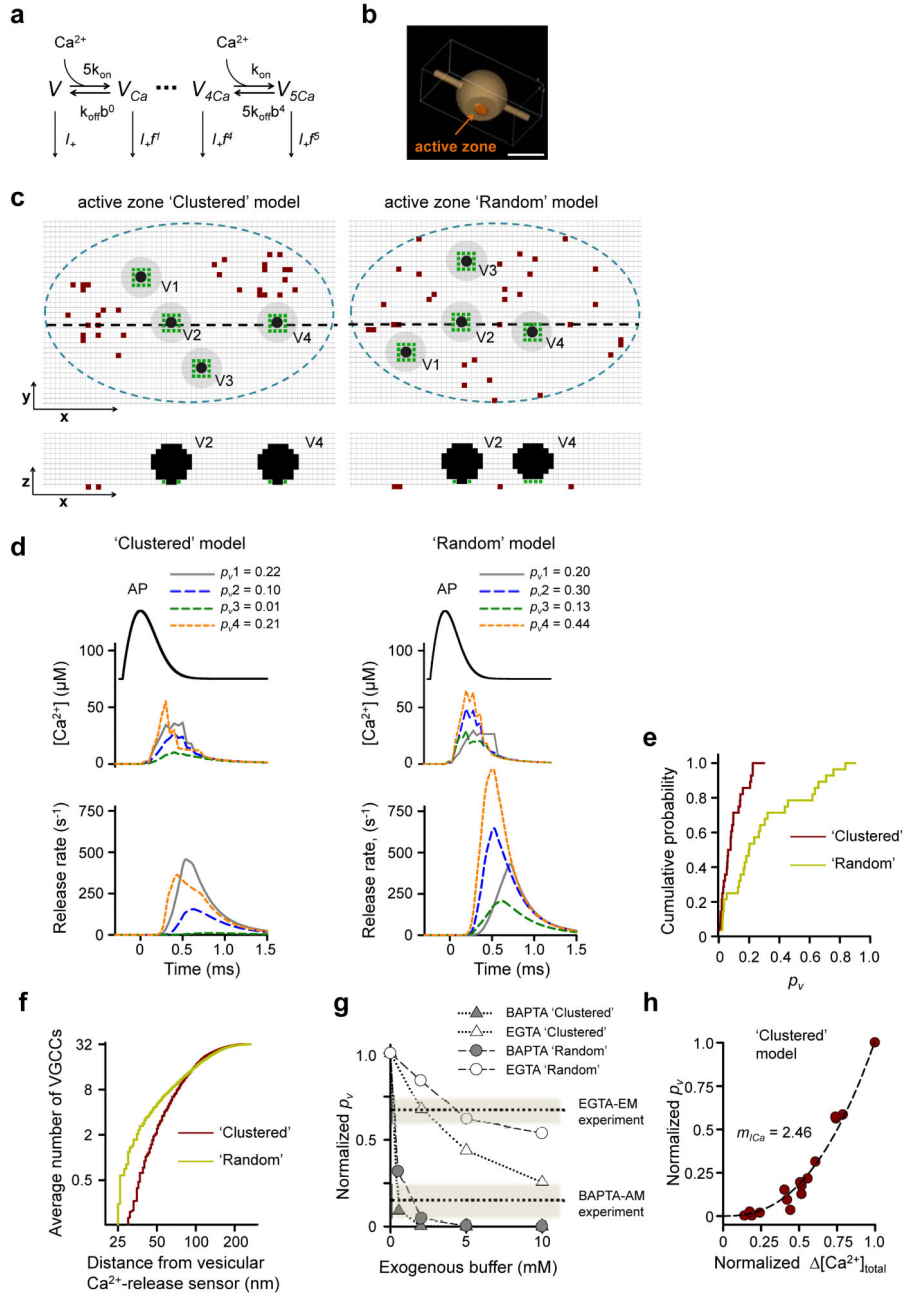 a
Ca²⁺ Ca²⁺
5kon kon
V VCa ••• V4Ca V5Ca
koffb⁰ 5koffb⁴
l₊ l₊f¹ l₊f⁴ l₊f⁵
b
active zone
c
active zone 'Clustered' model
active zone 'Random' model
V1
V2
V4
V3
V3
V2
V4
V1
y
x
V2 V4
V2 V4
z
x
d
'Clustered' model
AP
pv1 = 0.22
pv2 = 0.10
pv3 = 0.01
pv4 = 0.21
[Ca²⁺] (µM)
100
50
0
Release rate (s⁻¹)
750
500
250
0
0 0.5 1.0 1.5
Time (ms)
'Random' model
AP
pv1 = 0.20
pv2 = 0.30
pv3 = 0.13
pv4 = 0.44
[Ca²⁺] (µM)
100
50
0
Release rate, (s⁻¹)
750
500
250
0
0 0.5 1.0 1.5
Time (ms)
e
Cumulative probability
1.0
0.8
0.6
0.4
0.2
0
'Clustered'
'Random'
0 0.2 0.4 0.6 0.8 1.0
pv
f
Average number of VGCCs
32
8
2
0.5
'Clustered'
'Random'
25 50 100 200
Distance from vesicular
Ca²⁺-release sensor (nm)
g
BAPTA 'Clustered'
EGTA 'Clustered'
BAPTA 'Random'
EGTA 'Random'
Normalized pv
1.0
0.5
0
EGTA-EM
experiment
BAPTA-AM
experiment
0 2 5 10
Exogenous buffer (mM)
h
'Clustered'
model
Normalized pv
1.0
0.75
0.50
0.25
0
mICa = 2.46
0 0.25 0.5 0.75 1.0
Normalized Δ[Ca²⁺]total